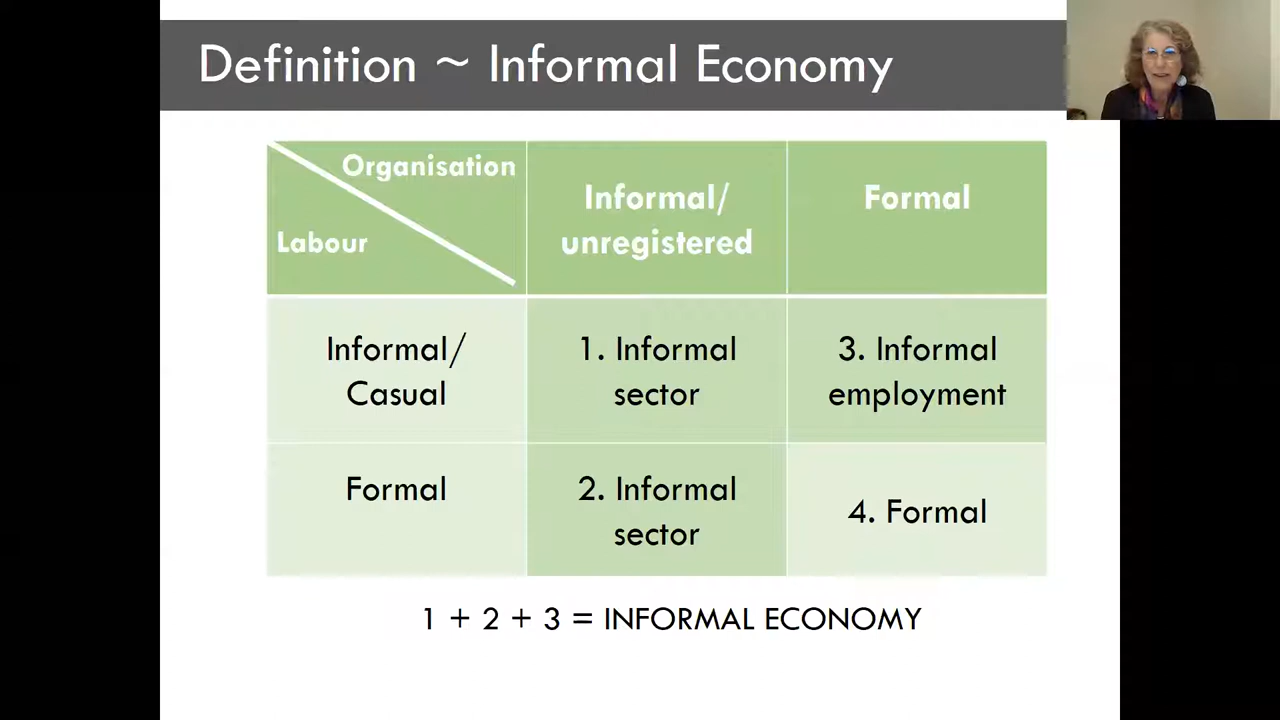 Definition ~ Informal Economy
Organisation
Labour
Informal/
unregistered
Formal
Informal/
Casual
1. Informal
sector
3. Informal
employment
Formal
2. Informal
sector
4. Formal
1 + 2 + 3 = INFORMAL ECONOMY